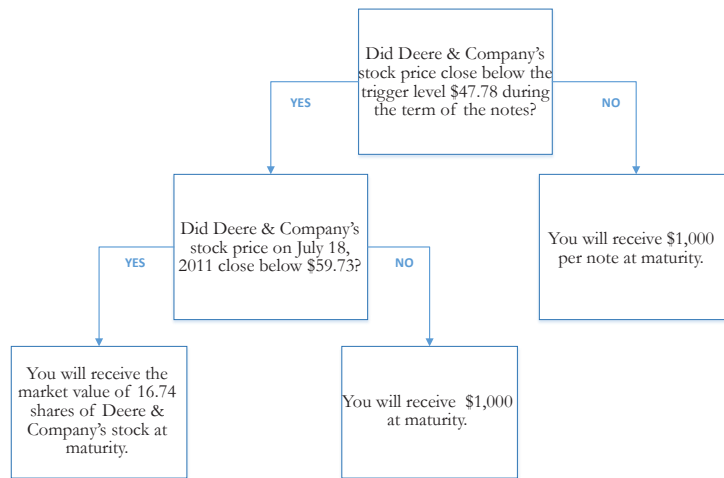 Did Deere & Company's
stock price close below the
trigger level $47.78 during
the term of the notes?
YES
NO
Did Deere & Company's
stock price on July 18,
2011 close below $59.73?
You will receive $1,000
per note at maturity.
YES
NO
You will receive the
market value of 16.74
shares of Deere &
Company's stock at
maturity.
You will receive $1,000
at maturity.